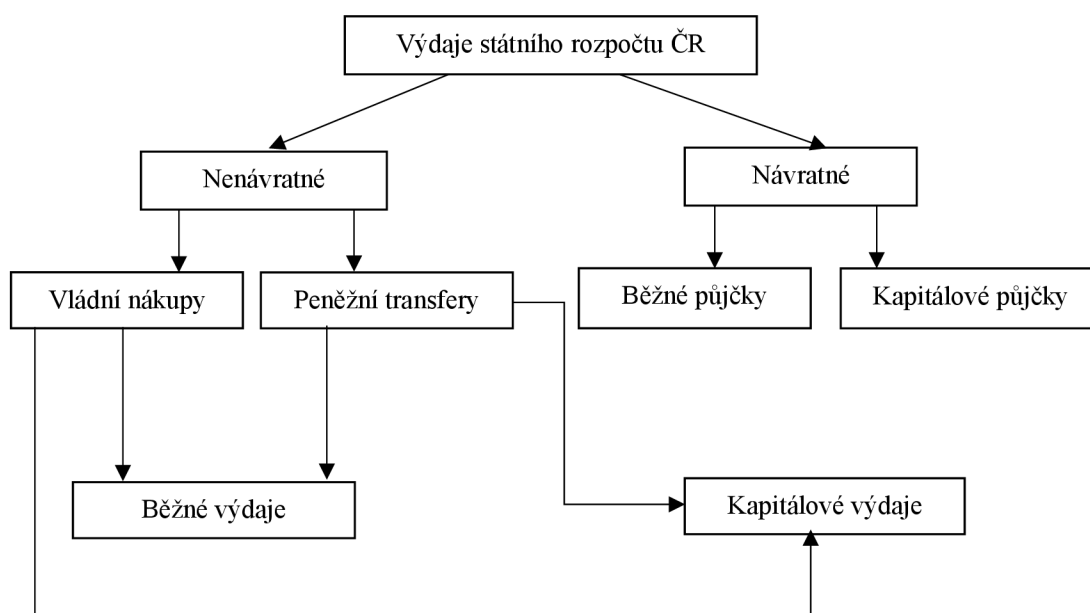 Výdaje státního rozpočtu ČR
Nenávratné
Návratné
Vládní nákupy
Peněžní transfery
Běžné půjčky
Kapitálové půjčky
Běžné výdaje
Kapitálové výdaje